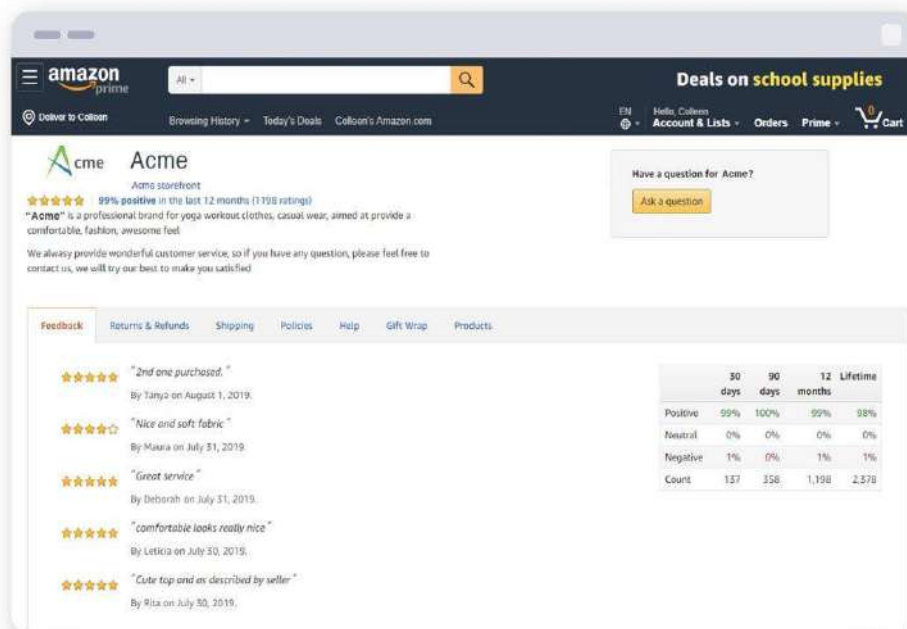 amazon
prime
All
Deals on school supplies
Deliver to Colleen
Browsing History
Today's Deals
Colleen's Amazon.com
EN
Hello, Colleen
Account & Lists
Orders
Prime
0
Cart
Acme
Acme
Acme storefront
99% positive in the last 12 months (1198 ratings)
"Acme" is a professional brand for yoga workout clothes, casual wear, aimed at provide a
comfortable, fashion, awesome feel
We alwasy provide wonderful customer service, so if you have any question, please feel free to
contact us, we will try our best to make you satisfied
Have a question for Acme?
Ask a question
Feedback Returns & Refunds Shipping Policies Help Gift Wrap Products
"2nd one purchased. "
By Tanya on August 1, 2019.
"Nice and soft fabric"
By Maura on July 31, 2019.
"Great service"
By Deborah on July 31, 2019.
"comfortable looks really nice"
By Leticia on July 30, 2019.
"Cute top and as described by seller"
By Rita on July 30, 2019.
30 90 12 Lifetime
days days months
Positive 99% 100% 99% 98%
Neutral 0% 0% 0% 0%
Negative 1% 0% 1% 1%
Count 137 358 1,198 2,378